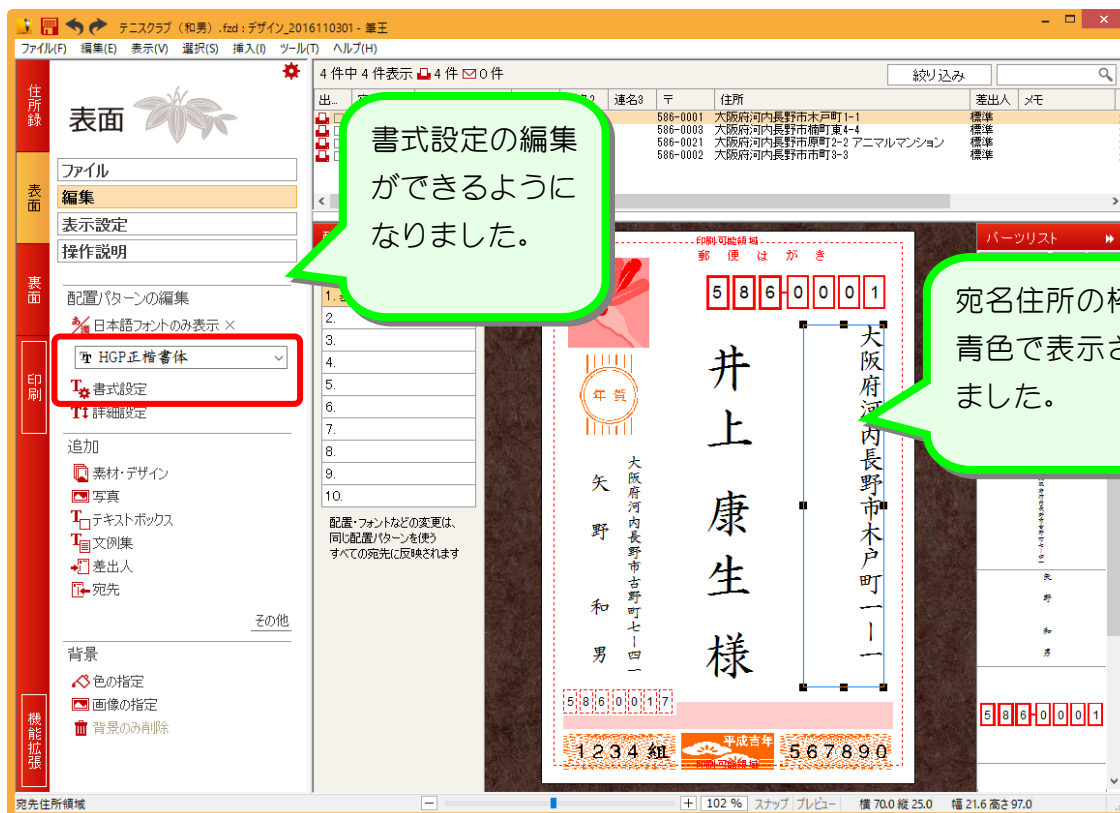 テニスクラブ（和男）.fzd : デザイン_2016110301 - 筆王
ファイル(F) 編集(E) 表示(V) 選択(S) 挿入(I) ツール(T) ヘルプ(H)
住所録
表面
裏面
印刷
機能拡張
表面
ファイル
編集
表示設定
操作説明
配置パターンの編集
日本語フォントのみ表示 ×
HGP正楷書体
書式設定
詳細設定
追加
素材・デザイン
写真
テキストボックス
文例集
差出人
宛先
その他
背景
色の指定
画像の指定
背景のみ削除
4 件中 4 件表示 4 件 0 件
絞り込み
出... 連名3 〒 住所 差出人 メモ
586-0001 大阪府河内長野市木戸町1-1 標準
586-0003 大阪府河内長野市楠町東4-4 標準
586-0021 大阪府河内長野市原町2-2 アニマルマンション 標準
586-0002 大阪府河内長野市市町3-3 標準
書式設定の編集
ができるように
なりました。
1.
2.
3.
4.
5.
6.
7.
8.
9.
10.
配置・フォントなどの変更は、
同じ配置パターンを使う
すべての宛先に反映されます
印刷可能領域
郵便はがき
586-0001
大阪府河内長野市木戸町一ー一
井上 康生 様
年賀
大阪府河内長野市古野町七ー四一
矢野 和男
5860017
1234組
平成吉年
567890
印刷可能領域
パーツリスト
宛名住所の枠
青色で表示さ
ました。
矢野 和男
586-0001
宛先住所領域
102 % スナップ プレビュー 横 70.0 縦 25.0 幅 21.6 高さ 97.0